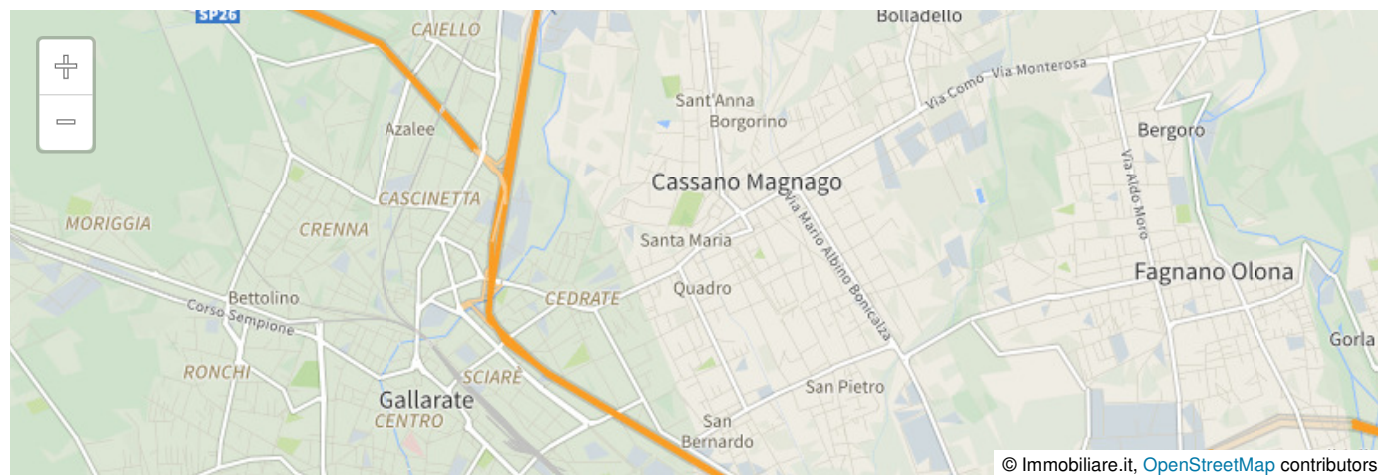 SP26
CAIELLO
Bolladello
Via Monterosa
Via Como
Sant'Anna
Borgorino
Azalee
Bergoro
Cassano Magnago
CASCINETTA
Via Aldo Moro
Via Mario Albino Bonicalza
MORIGGIA
CRENNA
Santa Maria
Fagnano Olona
Quadro
CEDRATE
Bettolino
Corso Sempione
Gorla
RONCHI
SCIARÈ
San Pietro
Gallarate
CENTRO
San
Bernardo
© Immobiliare.it, OpenStreetMap contributors